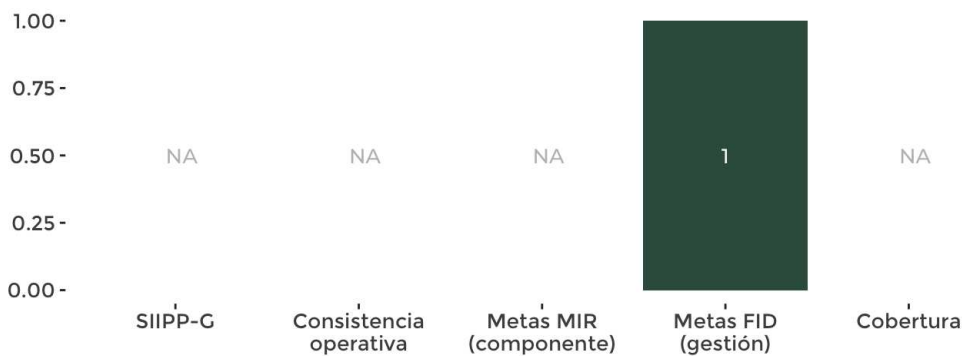 1.00
0.75
0.50
0.25
0.00
NA NA NA 1 NA
SIIPP-G Consistencia Metas MIR Metas FID Cobertura
operativa (componente) (gestión)